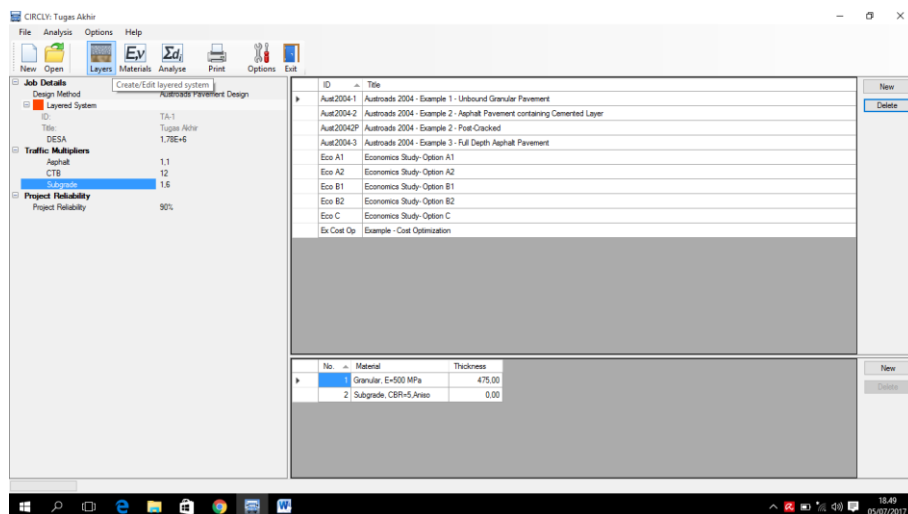 CIRCLY: Tugas Akhir
File Analysis Options Help
New Open Layers Materials Analyse Print Options Exit
Create/Edit layered system
Job Details
Design Method Austroads Pavement Design
Layered System
ID: TA-1
Title: Tugas Akhir
DESA 1,78E+6
Traffic Multipliers
Asphalt 1,1
CTB 12
Subgrade 1,6
Project Reliability
Project Reliability 90%
ID Title
Aust2004-1 Austroads 2004 - Example 1 - Unbound Granular Pavement
Aust2004-2 Austroads 2004 - Example 2 - Asphalt Pavement containing Cemented Layer
Aust20042P Austroads 2004 - Example 2 - Post-Cracked
Aust2004-3 Austroads 2004 - Example 3 - Full Depth Asphalt Pavement
Eco A1 Economics Study- Option A1
Eco A2 Economics Study- Option A2
Eco B1 Economics Study- Option B1
Eco B2 Economics Study- Option B2
Eco C Economics Study- Option C
Ex Cost Op Example - Cost Optimization
New
Delete
No. Material Thickness
1 Granular, E=500 MPa 475,00
2 Subgrade, CBR=5,Aniso 0,00
New
Delete
18.49
05/07/2017